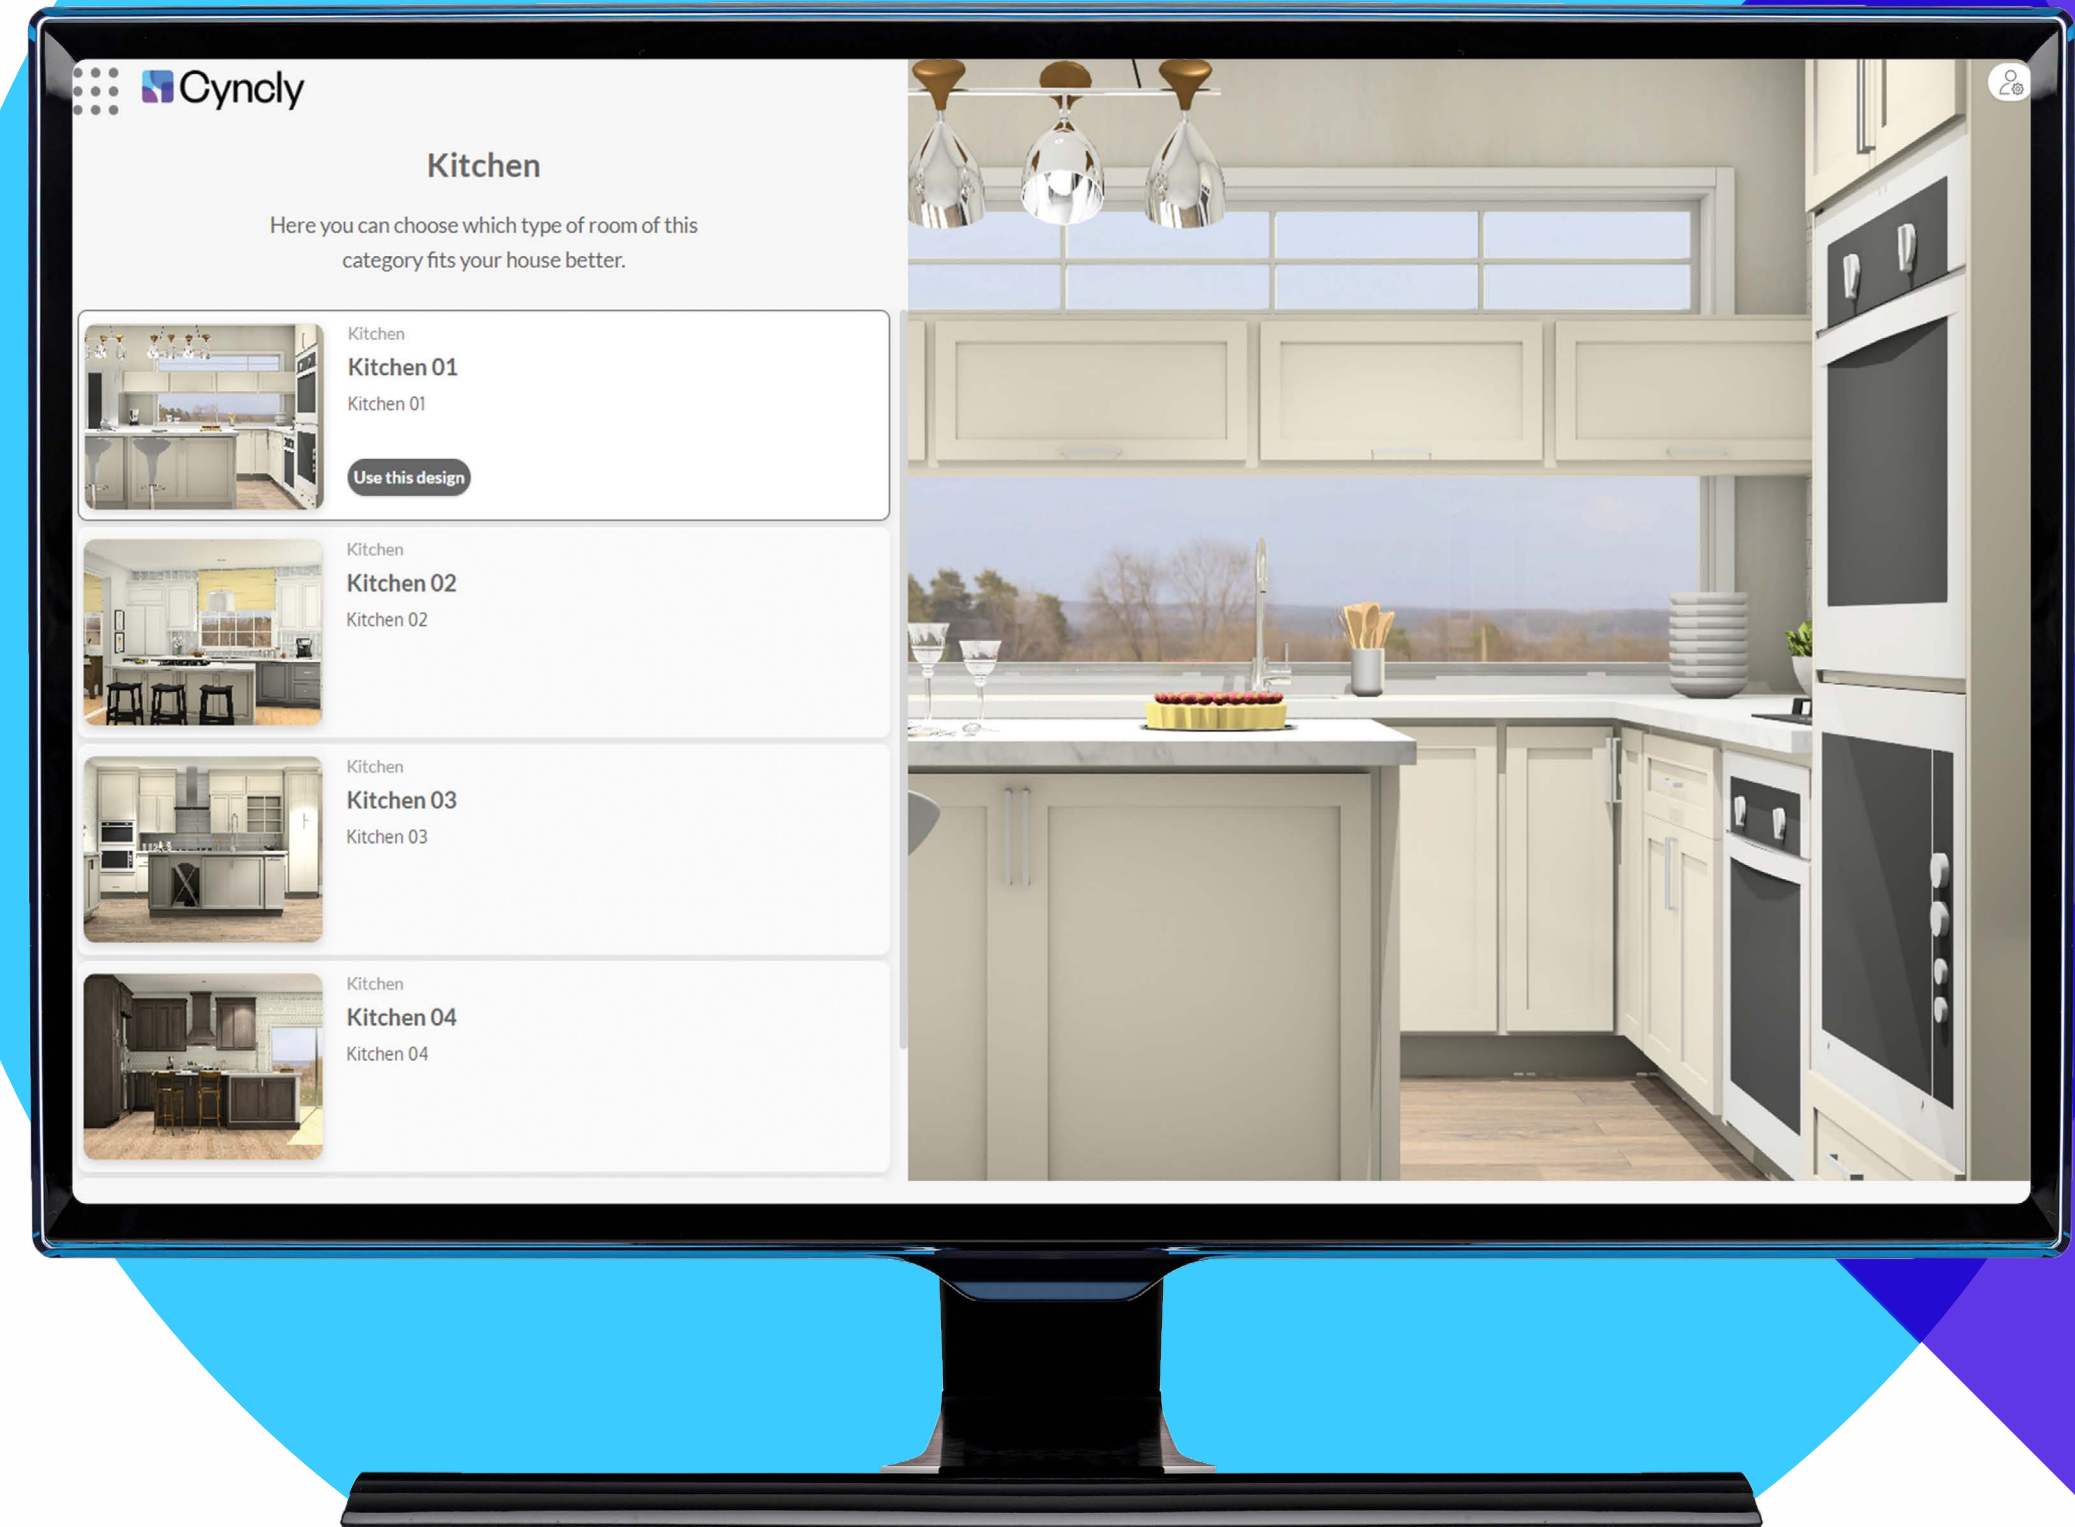 Cyncly
Kitchen
Here you can choose which type of room of this
category fits your house better.
Kitchen
Kitchen 01
Kitchen 01
Use this design
Kitchen
Kitchen 02
Kitchen 02
Kitchen
Kitchen 03
Kitchen 03
Kitchen
Kitchen 04
Kitchen 04